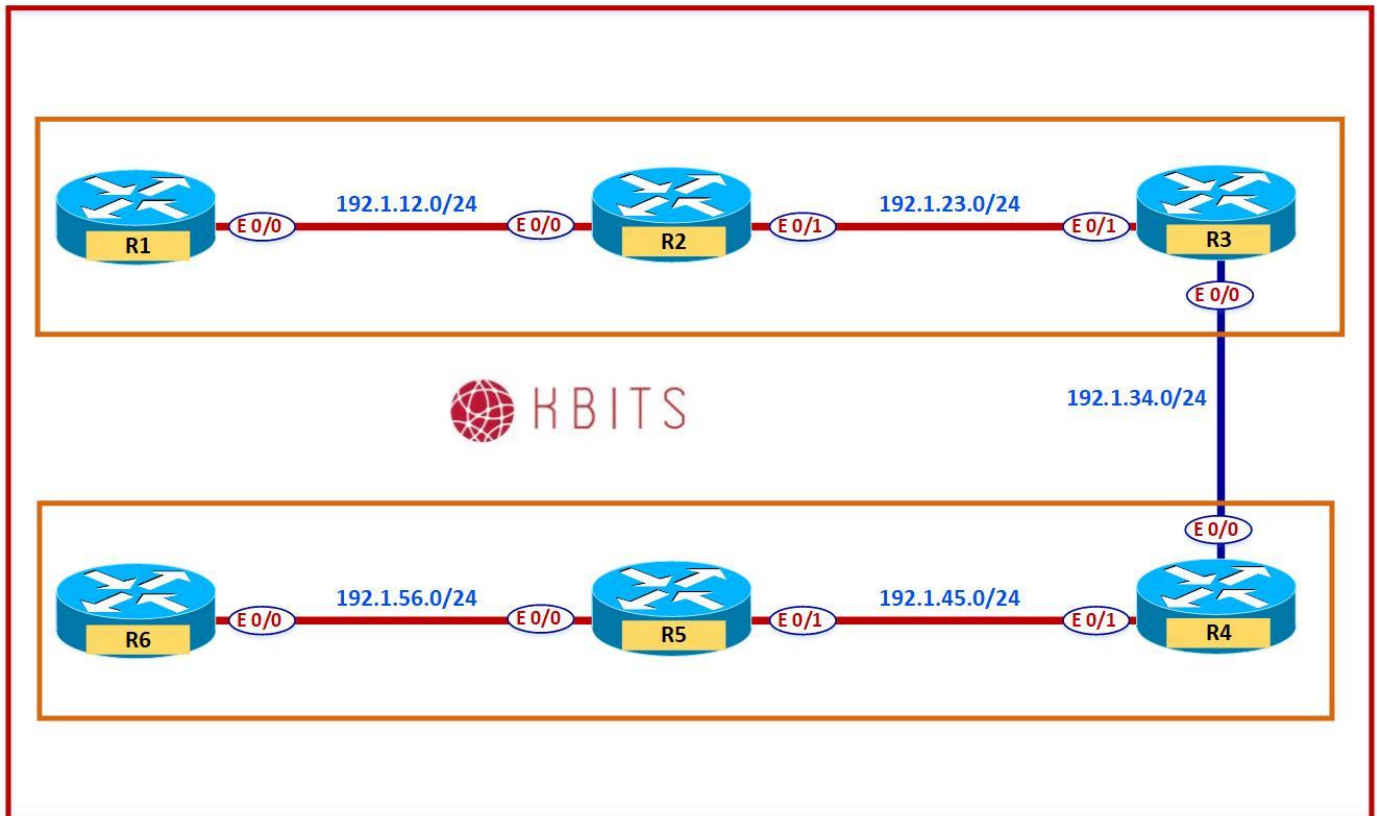 192.1.12.0/24
192.1.23.0/24
E 0/0
E 0/0
E 0/1
E 0/1
R1
R2
R3
E 0/0
KBITS
192.1.34.0/24
E 0/0
192.1.56.0/24
192.1.45.0/24
E 0/0
E 0/0
E 0/1
E 0/1
R6
R5
R4